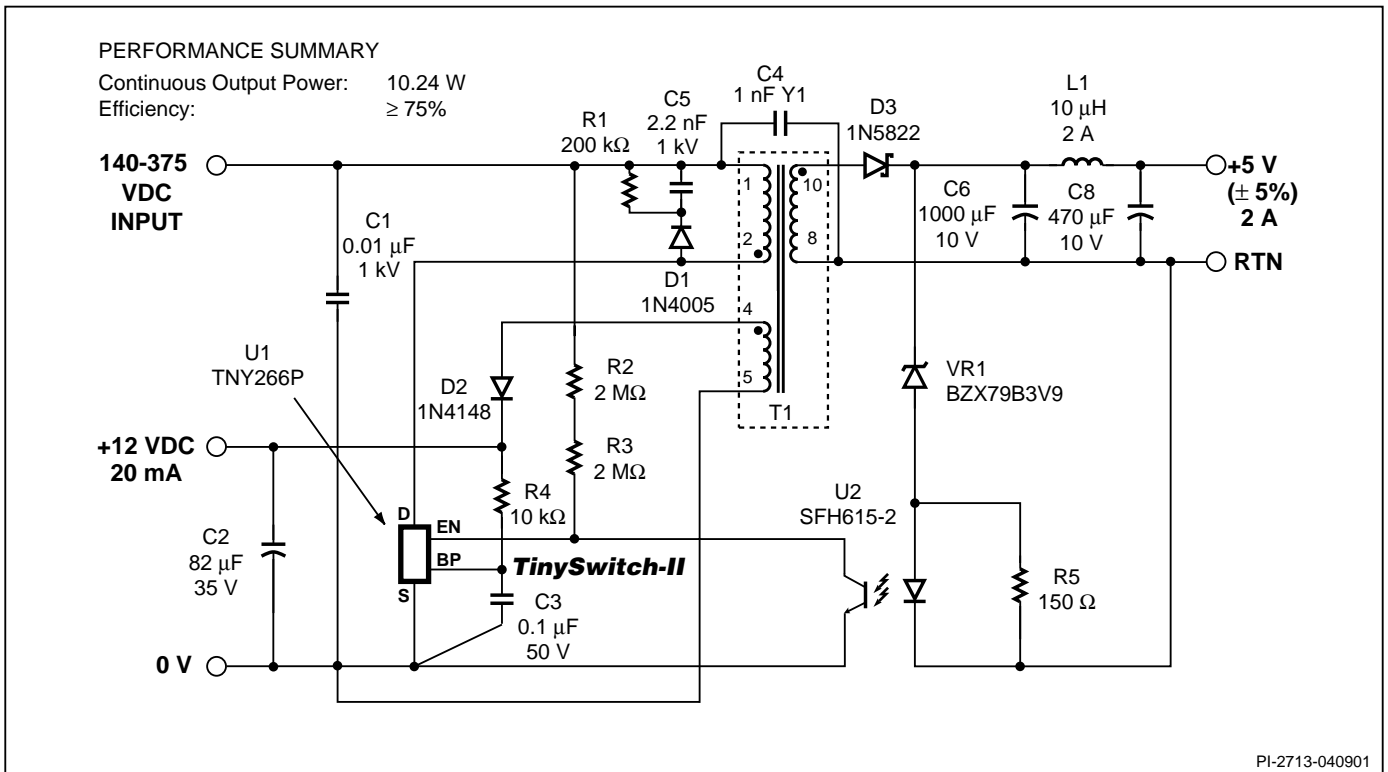 PERFORMANCE SUMMARY
Continuous Output Power: 10.24 W
Efficiency: ≥ 75%
140-375
VDC
INPUT
C1
0.01 µF
1 kV
R1
200 kΩ
C5
2.2 nF
1 kV
C4
1 nF Y1
D3
1N5822
L1
10 µH
2 A
+5 V
(± 5%)
2 A
RTN
C6
1000 µF
10 V
C8
470 µF
10 V
1
2
10
8
4
5
T1
D1
1N4005
U1
TNY266P
D2
1N4148
R2
2 MΩ
R3
2 MΩ
VR1
BZX79B3V9
+12 VDC
20 mA
R4
10 kΩ
U2
SFH615-2
D
EN
BP
S
TinySwitch-II
C2
82 µF
35 V
C3
0.1 µF
50 V
R5
150 Ω
0 V
PI-2713-040901